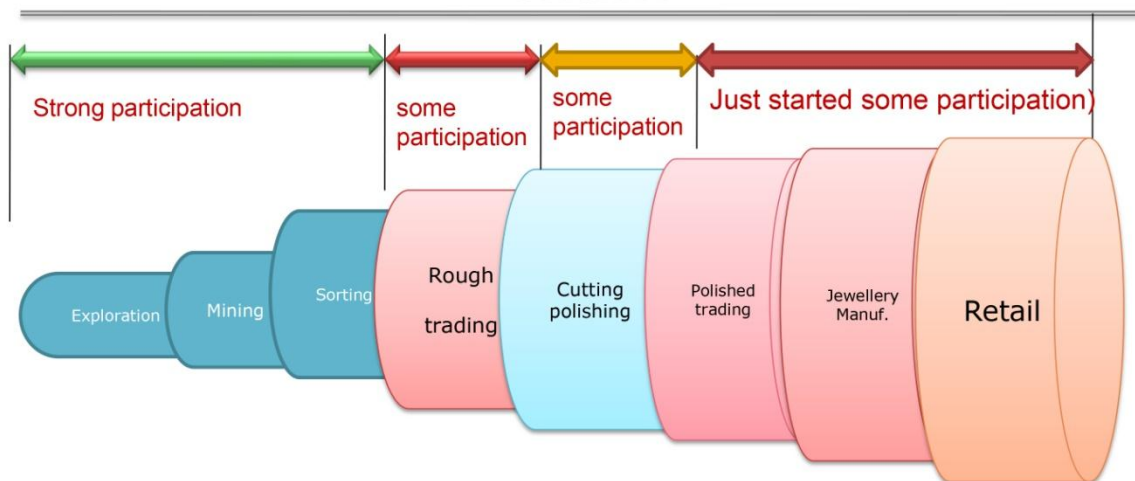 Strong participation
some
participation
some
participation
Just started some participation)
Exploration
Mining
Sorting
Rough
trading
Cutting
polishing
Polished
trading
Jewellery
Manuf.
Retail